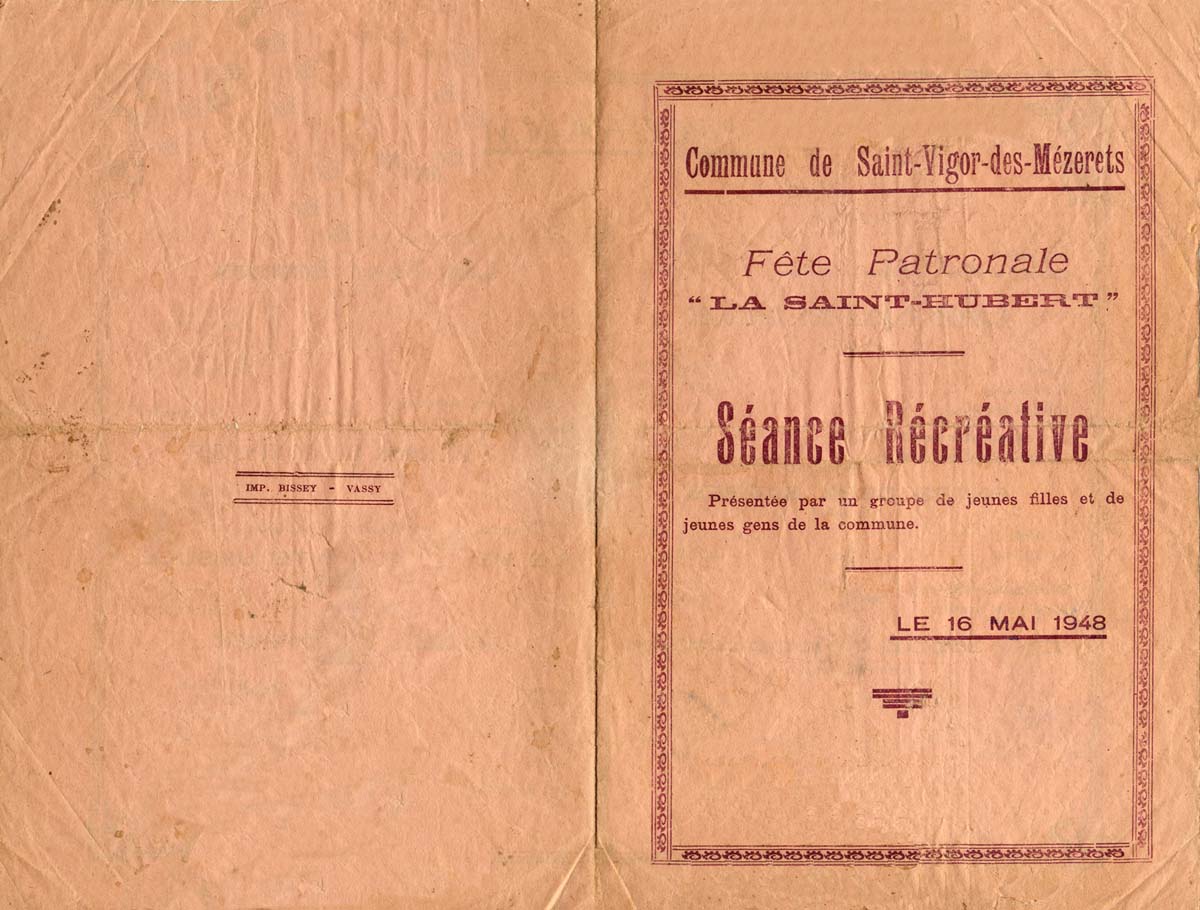 IMP. BISSEY - VASSY
Commune de Saint-Vigor-des-Mézerets
Fête Patronale
“LA SAINT-HUBERT”
Séance Récréative
Présentée par un groupe de jeunes filles et de
jeunes gens de la commune.
LE 16 MAI 1948